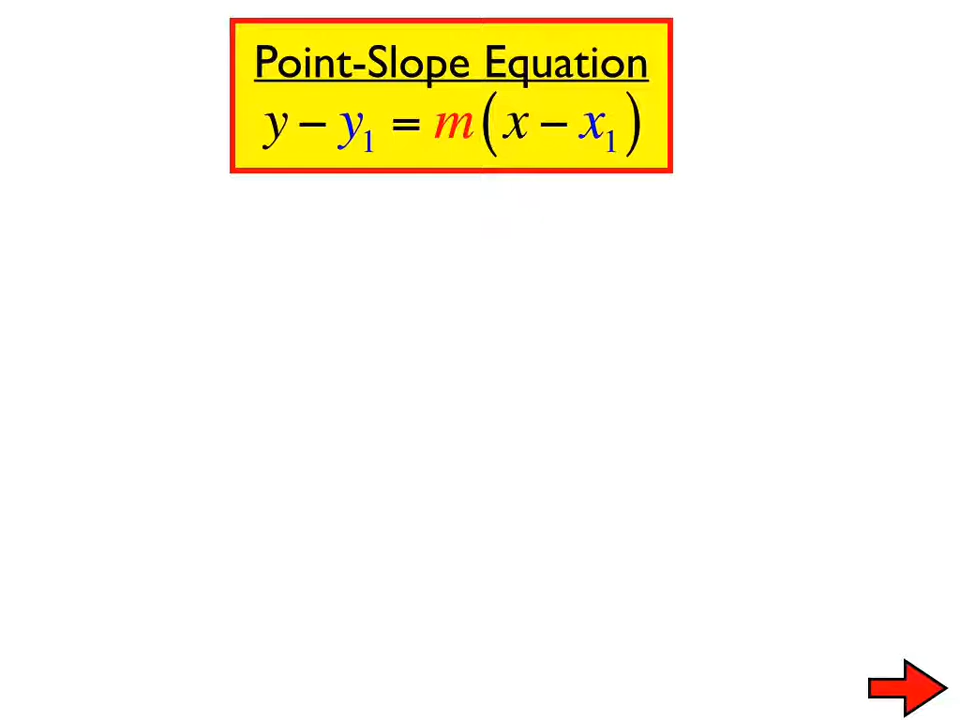 Point-Slope Equation
y − y₁ = m(x − x₁)